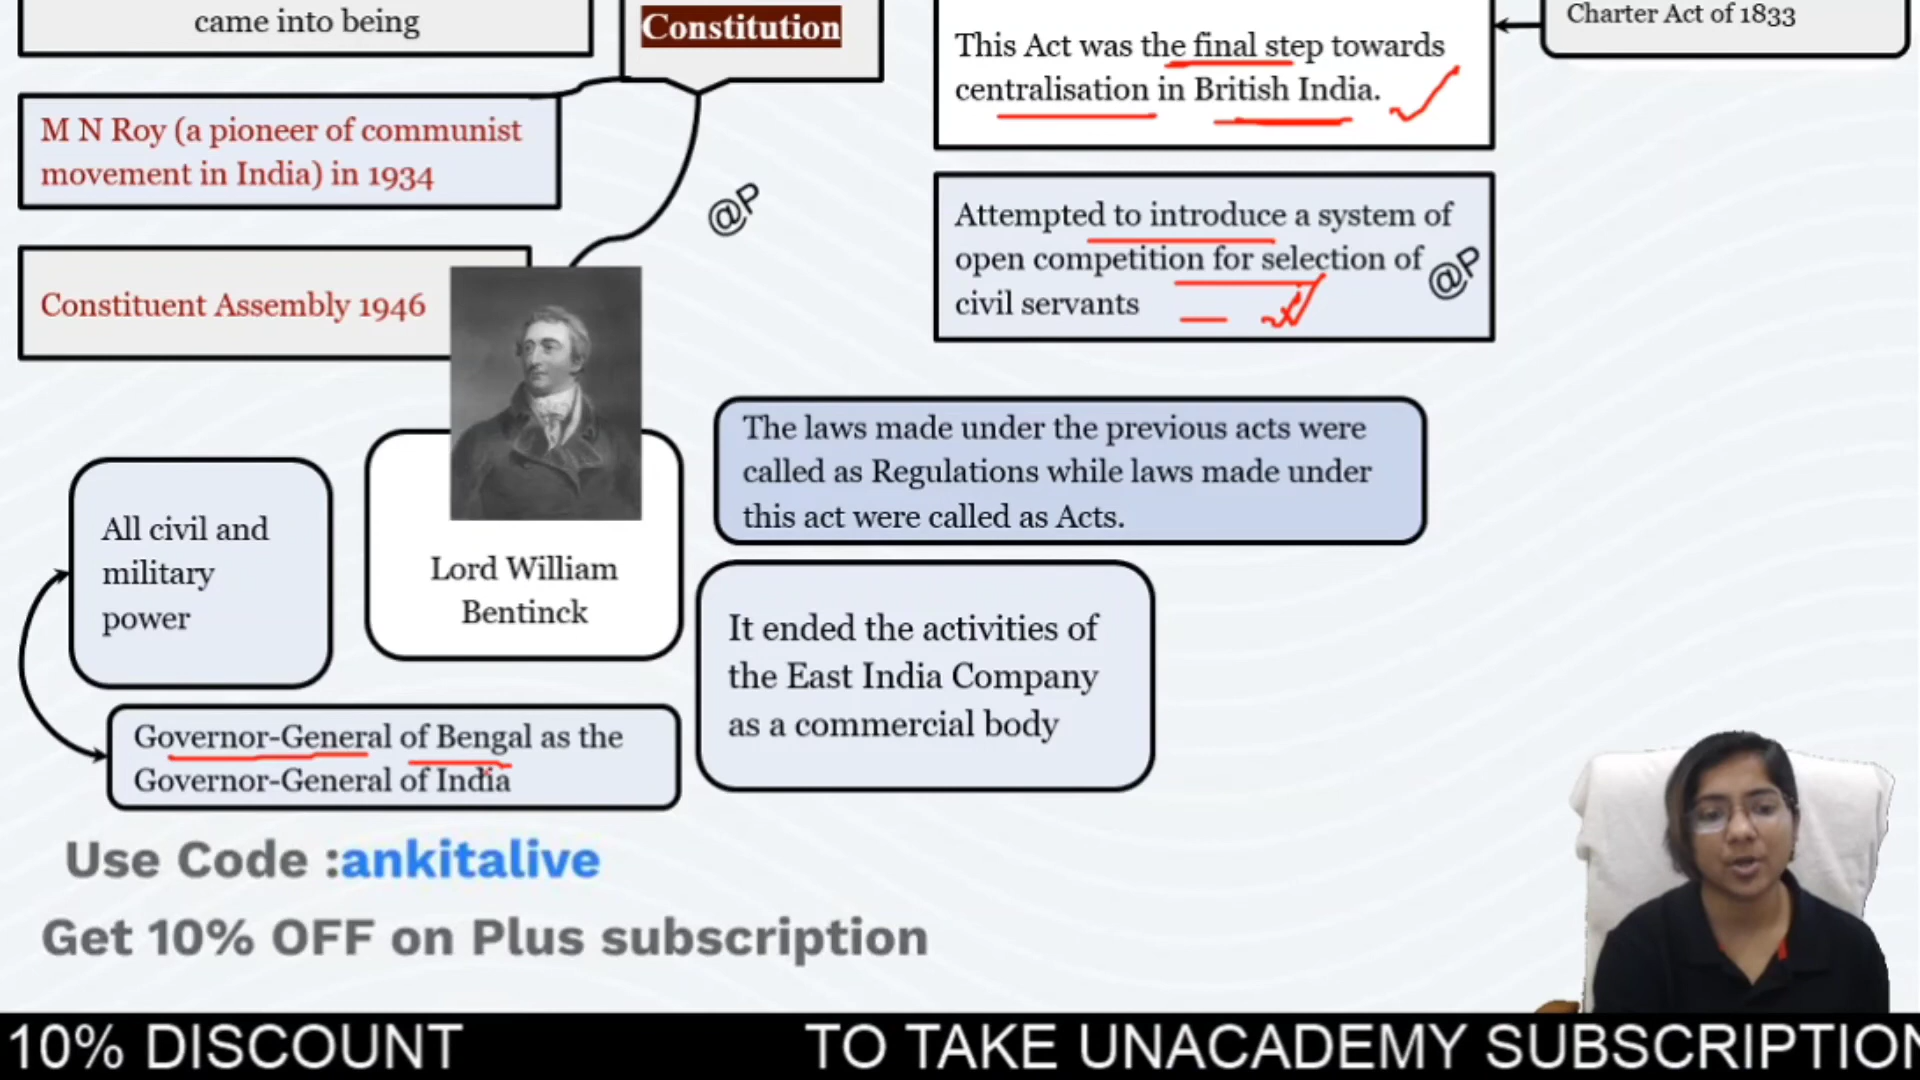 came into being
Constitution
M N Roy (a pioneer of communist
movement in India) in 1934
Constituent Assembly 1946
@P
This Act was the final step towards
centralisation in British India.
Charter Act of 1833
Attempted to introduce a system of
open competition for selection of
civil servants
@P
The laws made under the previous acts were
called as Regulations while laws made under
this act were called as Acts.
All civil and
military
power
Lord William
Bentinck
It ended the activities of
the East India Company
as a commercial body
Governor-General of Bengal as the
Governor-General of India
Use Code :ankitalive
Get 10% OFF on Plus subscription
10% DISCOUNT TO TAKE UNACADEMY SUBSCRIPTION